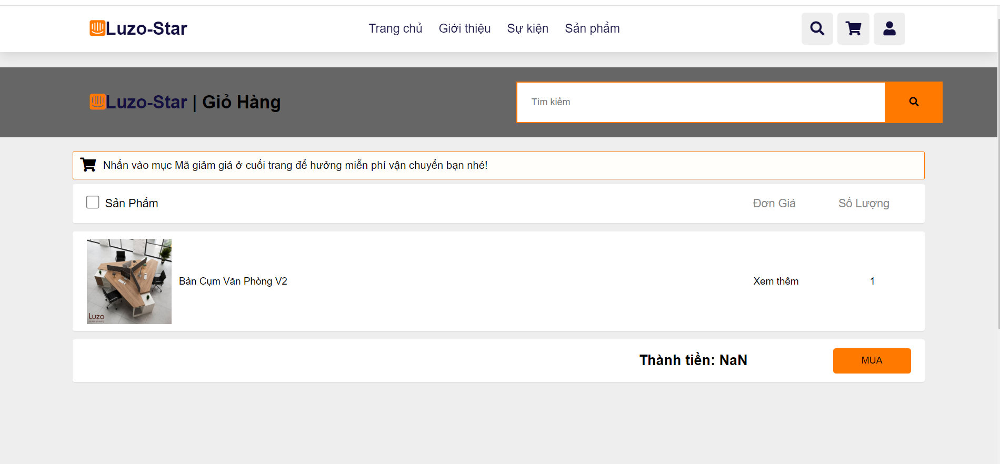 Luzo-Star
Trang chủ Giới thiệu Sự kiện Sản phẩm
Luzo-Star | Giỏ Hàng
Tìm kiếm
Nhấn vào mục Mã giảm giá ở cuối trang để hưởng miễn phí vận chuyển bạn nhé!
Sản Phẩm Đơn Giá Số Lượng
Luzo
Bàn Cụm Văn Phòng V2 Xem thêm 1
Thành tiền: NaN MUA